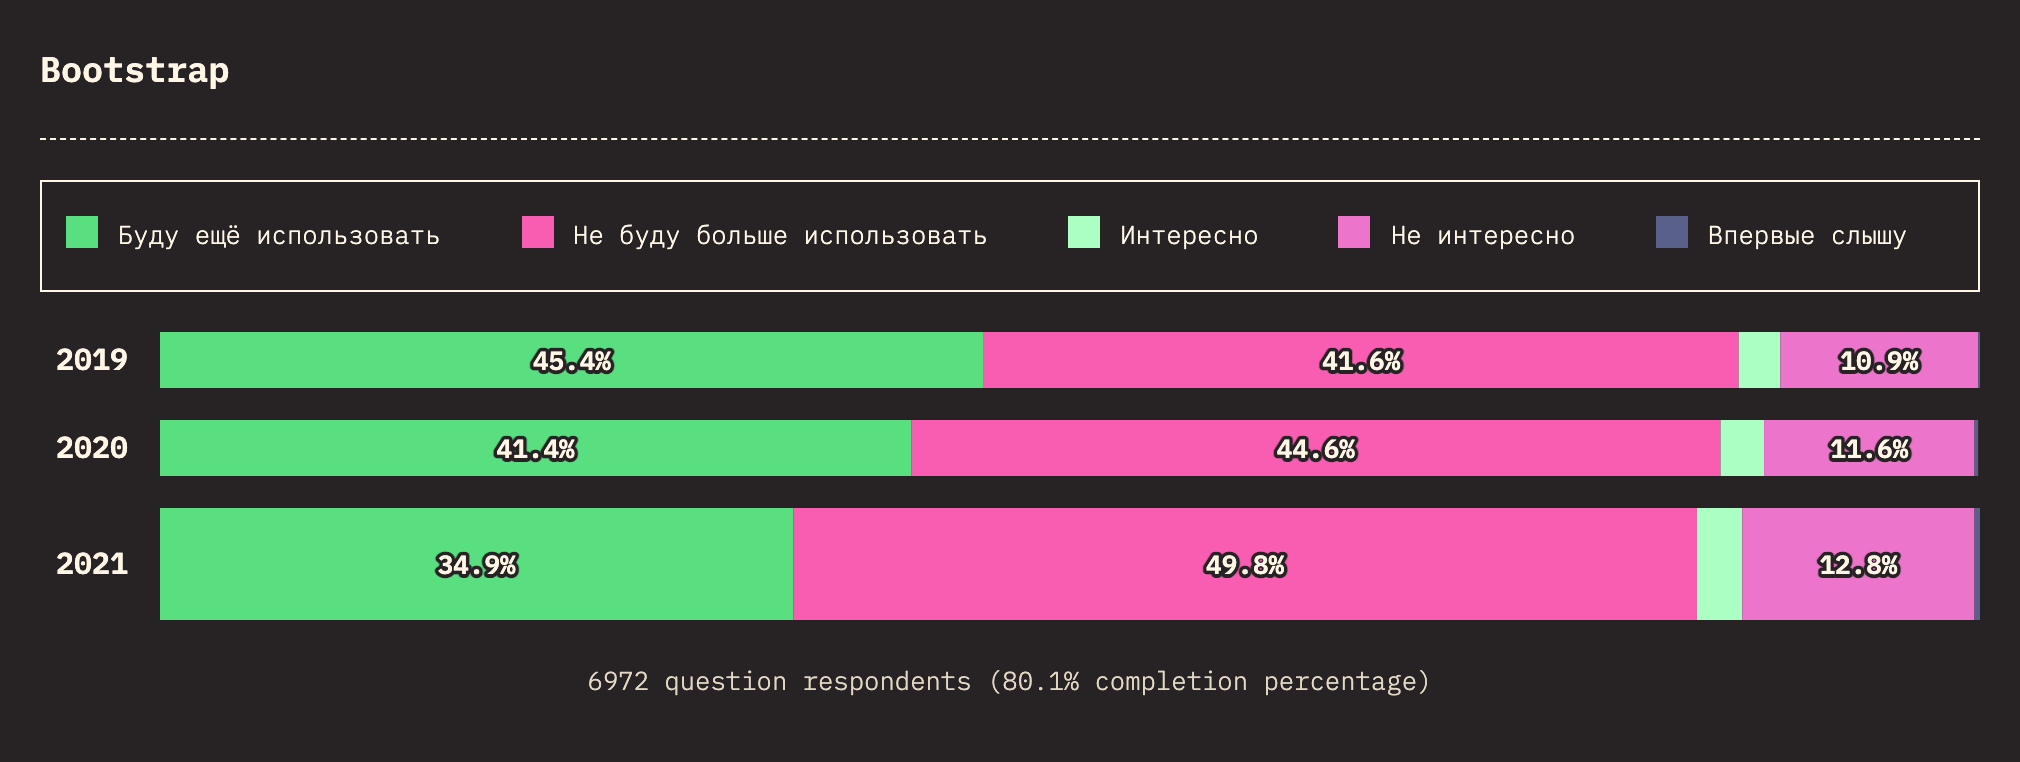 Bootstrap
Буду ещё использовать Не буду больше использовать Интересно Не интересно Впервые слышу
2019 45.4% 41.6% 10.9%
2020 41.4% 44.6% 11.6%
2021 34.9% 49.8% 12.8%
6972 question respondents (80.1% completion percentage)